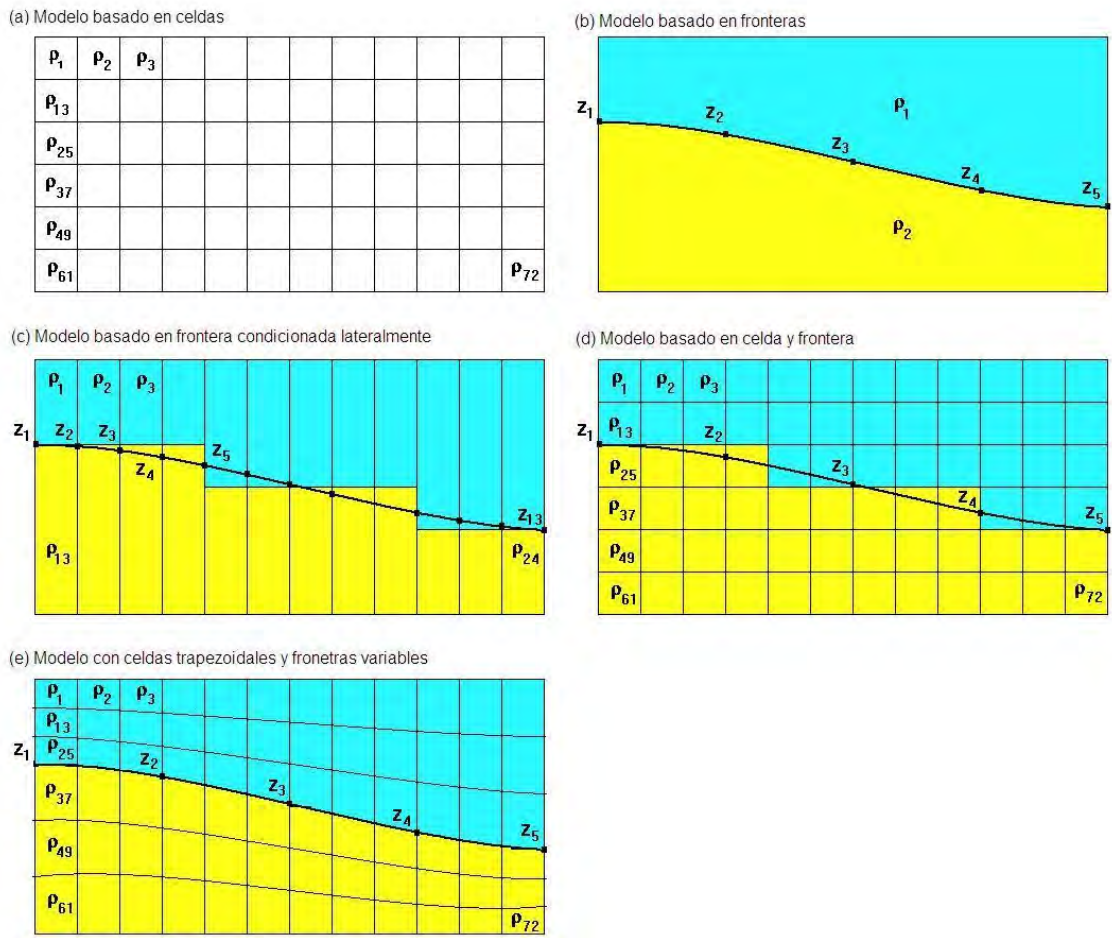 (a) Modelo basado en celdas
ρ1 ρ2 ρ3
ρ13
ρ25
ρ37
ρ49
ρ61 ρ72
(b) Modelo basado en fronteras
z1 z2 ρ1
z3
z4
z5
ρ2
(c) Modelo basado en frontera condicionada lateralmente
ρ1 ρ2 ρ3
z1 z2 z3
z4 z5
z13
ρ13 ρ24
(d) Modelo basado en celda y frontera
ρ1 ρ2 ρ3
z1 ρ13 z2
ρ25 z3
ρ37 z4 z5
ρ49
ρ61 ρ72
(e) Modelo con celdas trapezoidales y fronetras variables
ρ1 ρ2 ρ3
ρ13
z1 ρ25 z2
ρ37 z3
z4 z5
ρ49
ρ61 ρ72